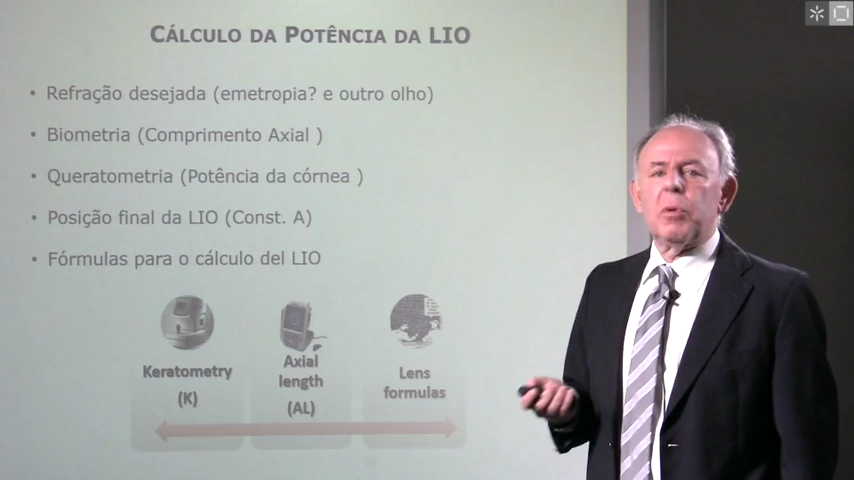 CÁLCULO DA POTÊNCIA DA LIO
• Refração desejada (emetropia? e outro olho)
• Biometria (Comprimento Axial )
• Queratometria (Potência da córnea )
• Posição final da LIO (Const. A)
• Fórmulas para o cálculo del LIO
Keratometry
(K)
Axial
length
(AL)
Lens
formulas